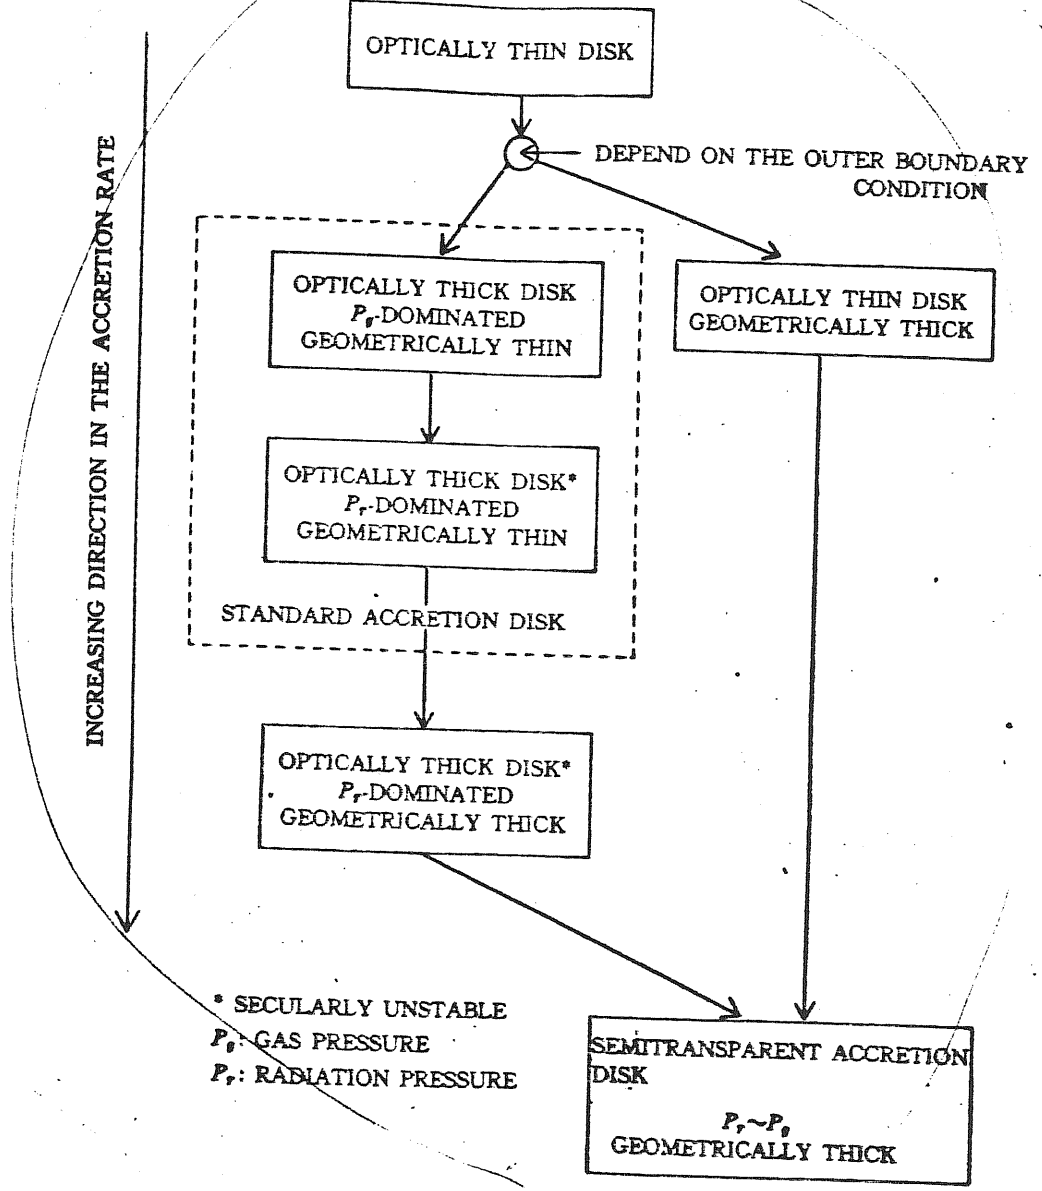 OPTICALLY THIN DISK
DEPEND ON THE OUTER BOUNDARY
CONDITION
INCREASING DIRECTION IN THE ACCRETION RATE
OPTICALLY THICK DISK
Pg-DOMINATED
GEOMETRICALLY THIN
OPTICALLY THIN DISK
GEOMETRICALLY THICK
OPTICALLY THICK DISK*
Pr-DOMINATED
GEOMETRICALLY THIN
STANDARD ACCRETION DISK
OPTICALLY THICK DISK*
Pr-DOMINATED
GEOMETRICALLY THICK
* SECULARLY UNSTABLE
Pg: GAS PRESSURE
Pr: RADIATION PRESSURE
SEMITRANSPARENT ACCRETION
DISK
Pr~Pg
GEOMETRICALLY THICK